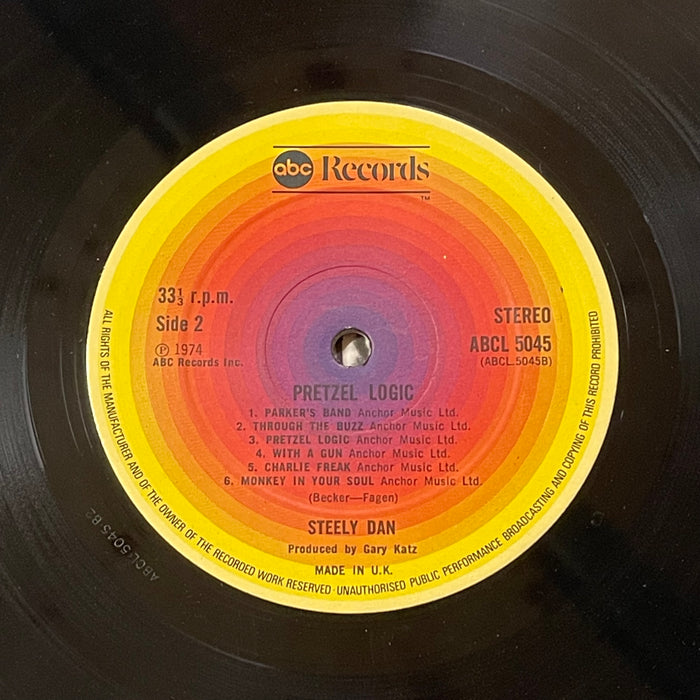 abc Records
TM
33⅓ r.p.m.
Side 2
℗ 1974
ABC Records Inc.
STEREO
ABCL 5045
(ABCL.5045B)
PRETZEL LOGIC
1. PARKER'S BAND Anchor Music Ltd.
2. THROUGH THE BUZZ Anchor Music Ltd.
3. PRETZEL LOGIC Anchor Music Ltd.
4. WITH A GUN Anchor Music Ltd.
5. CHARLIE FREAK Anchor Music Ltd.
6. MONKEY IN YOUR SOUL Anchor Music Ltd.
(Becker—Fagen)
STEELY DAN
Produced by Gary Katz
MADE IN U.K.
ALL RIGHTS OF THE MANUFACTURER AND OF THE OWNER OF THE RECORDED WORK RESERVED · UNAUTHORISED PUBLIC PERFORMANCE BROADCASTING AND COPYING OF THIS RECORD PROHIBITED
ABCL 5045 B2